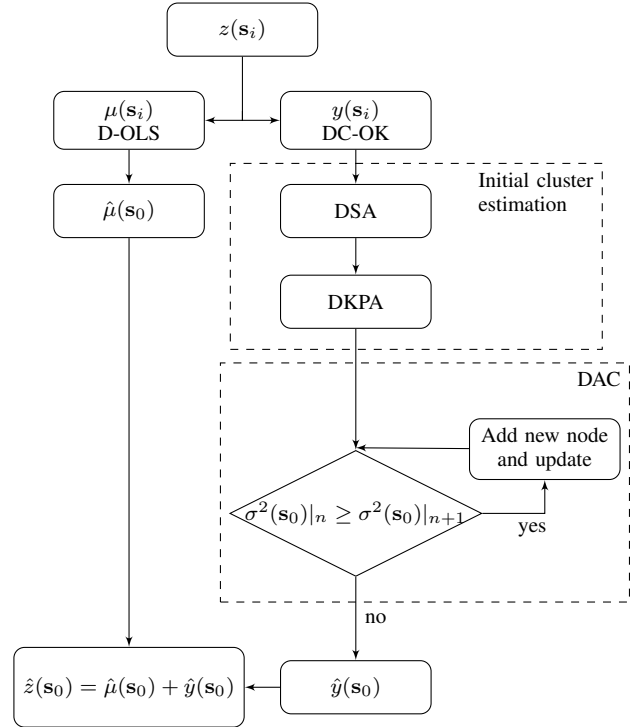 z(s_i)
μ(s_i)
D-OLS
y(s_i)
DC-OK
Initial cluster
estimation
μ̂(s_0)
DSA
DKPA
DAC
Add new node
and update
σ²(s_0)|_n ≥ σ²(s_0)|_{n+1}
yes
no
ẑ(s_0) = μ̂(s_0) + ŷ(s_0)
ŷ(s_0)